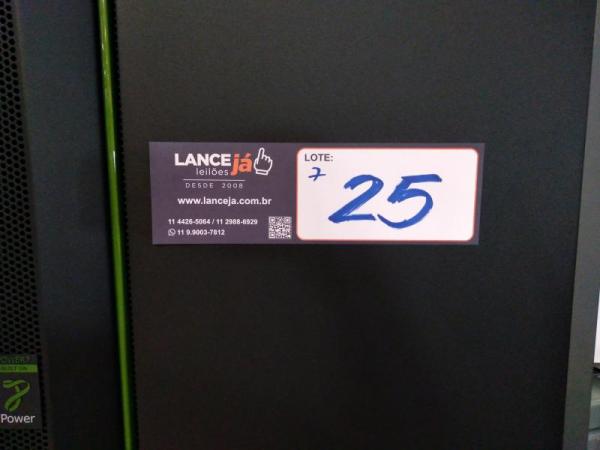 LANCE já
leilões
DESDE 2008
www.lanceja.com.br
11 4426-5064 / 11 2988-6929
11 9.9003-7812
LOTE:
7
25
Power